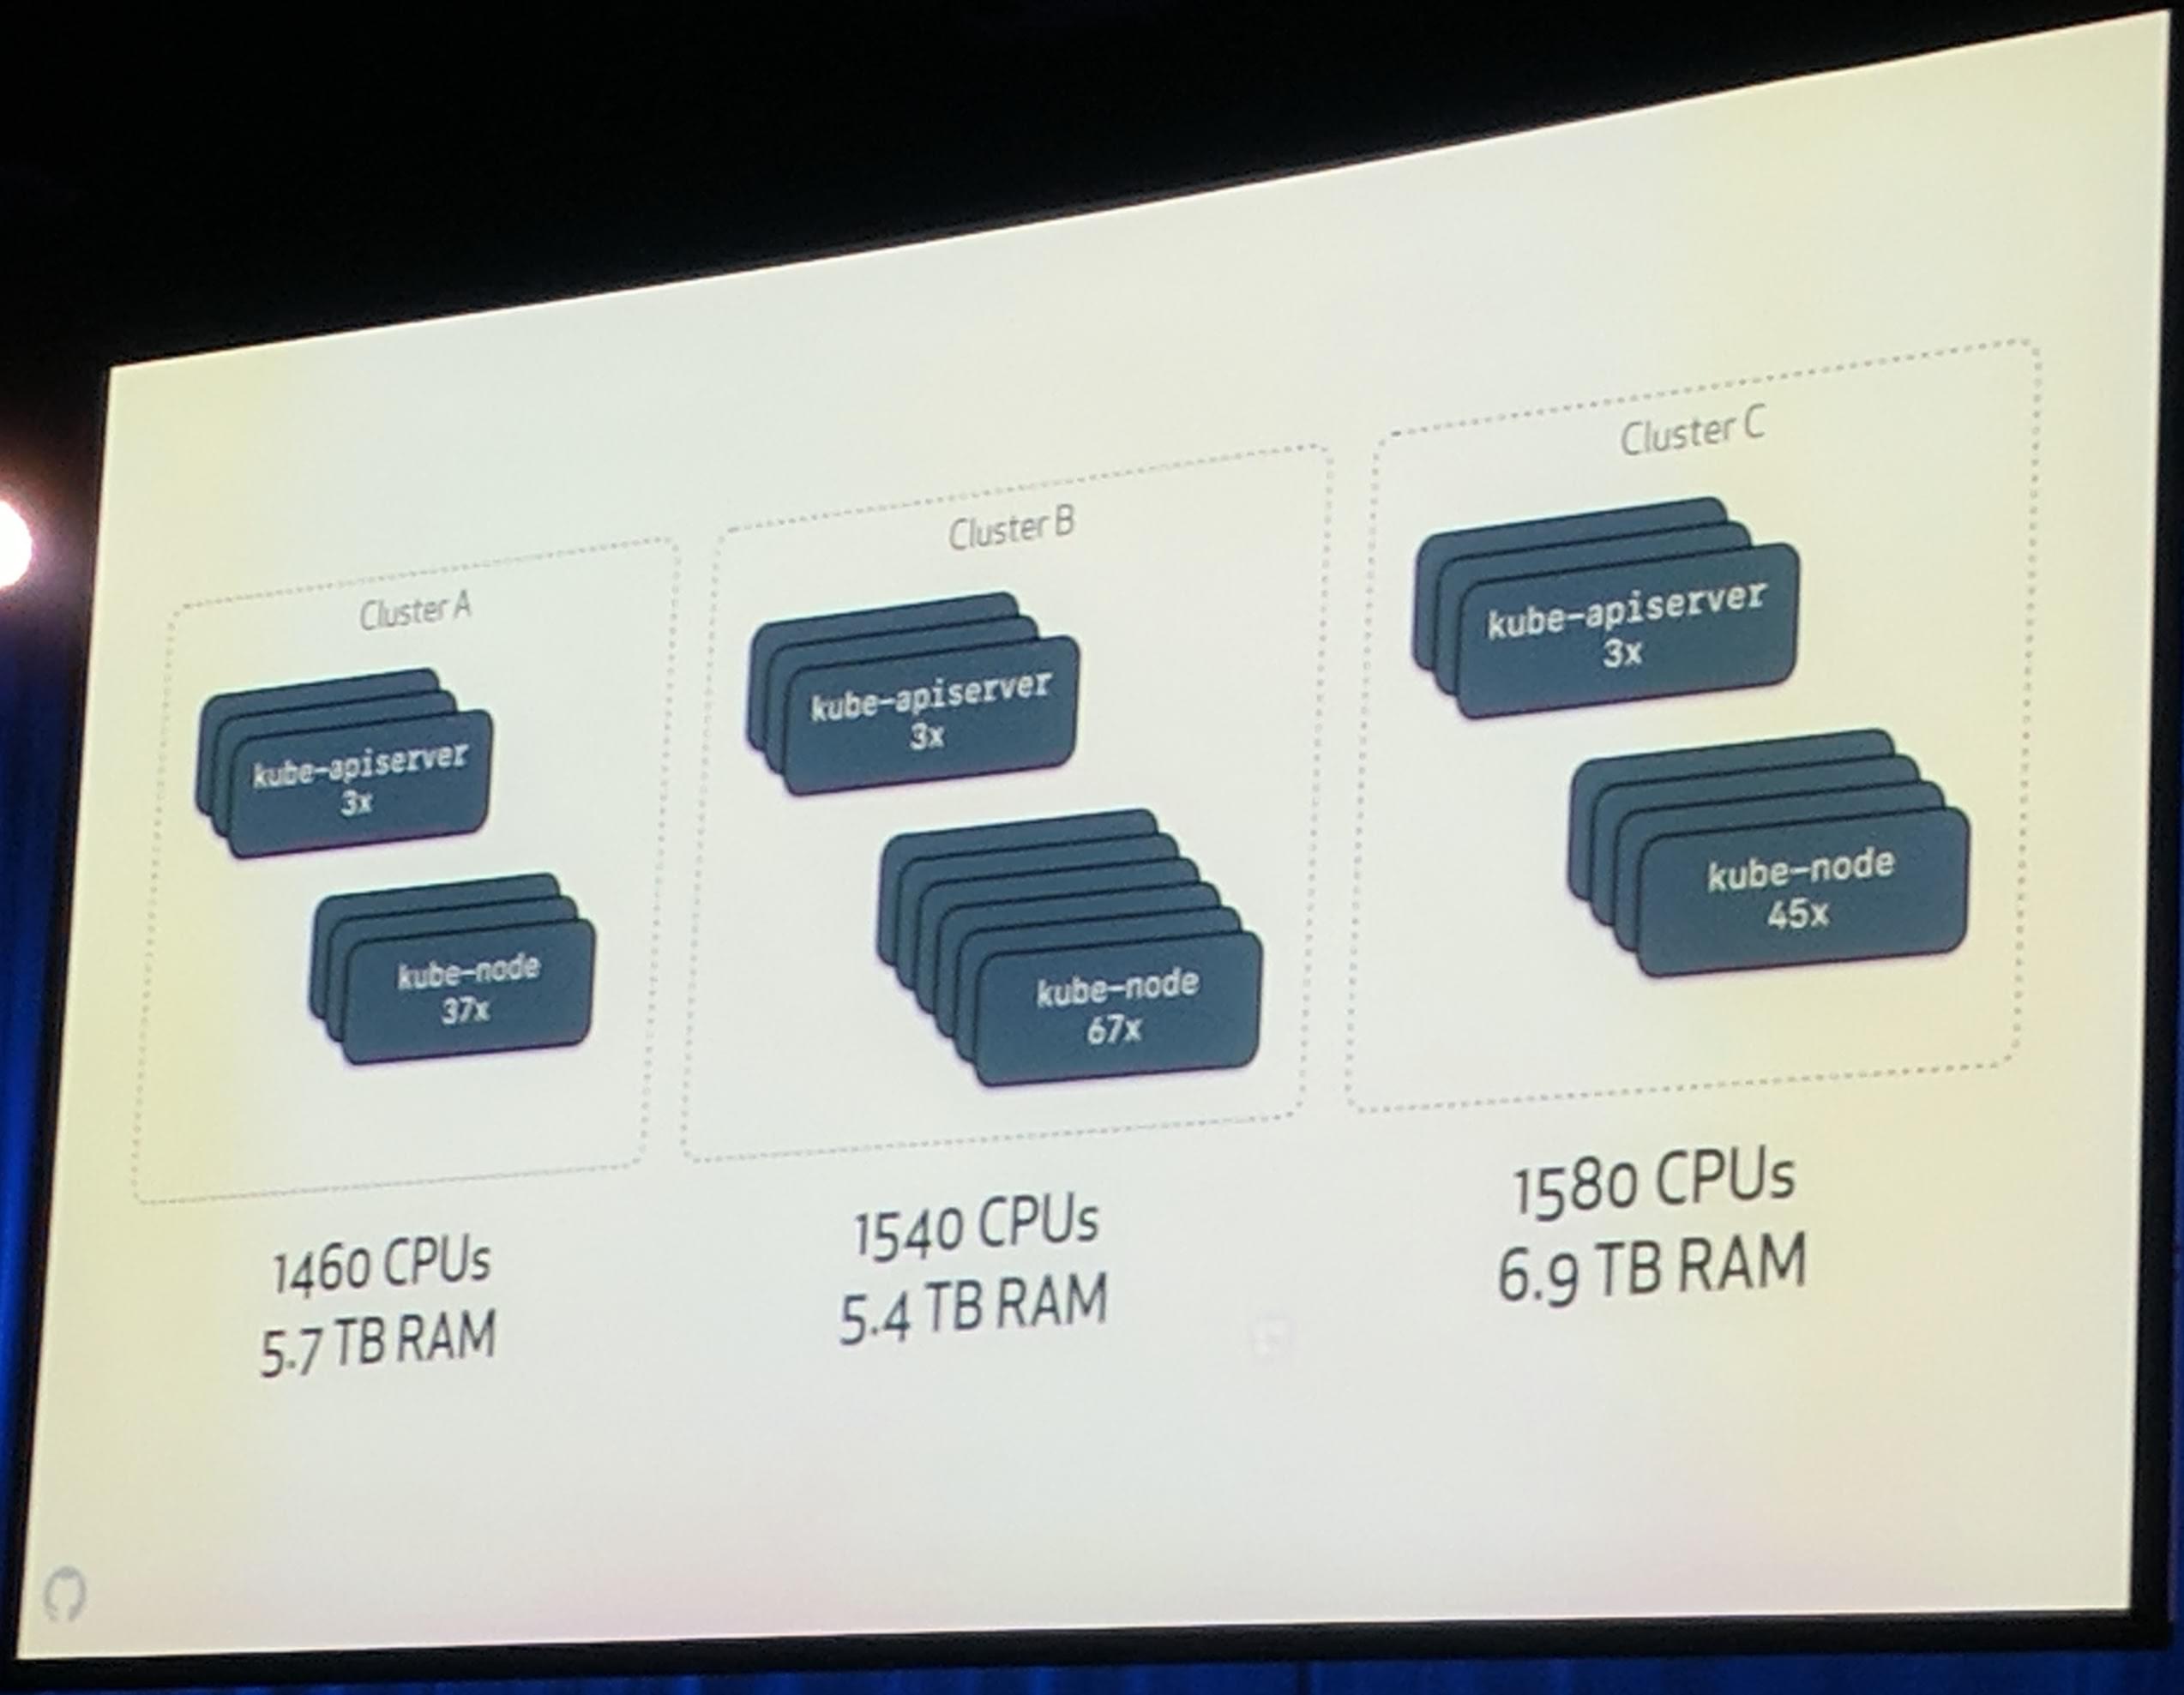 Cluster A
kube-apiserver
3x
kube-node
37x
1460 CPUs
5.7 TB RAM
Cluster B
kube-apiserver
3x
kube-node
67x
1540 CPUs
5.4 TB RAM
Cluster C
kube-apiserver
3x
kube-node
45x
1580 CPUs
6.9 TB RAM